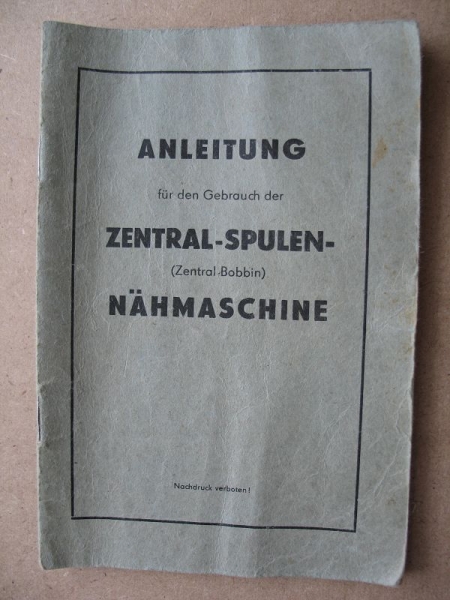 ANLEITUNG
für den Gebrauch der
ZENTRAL-SPULEN-
(Zentral-Bobbin)
NÄHMASCHINE
Nachdruck verboten!